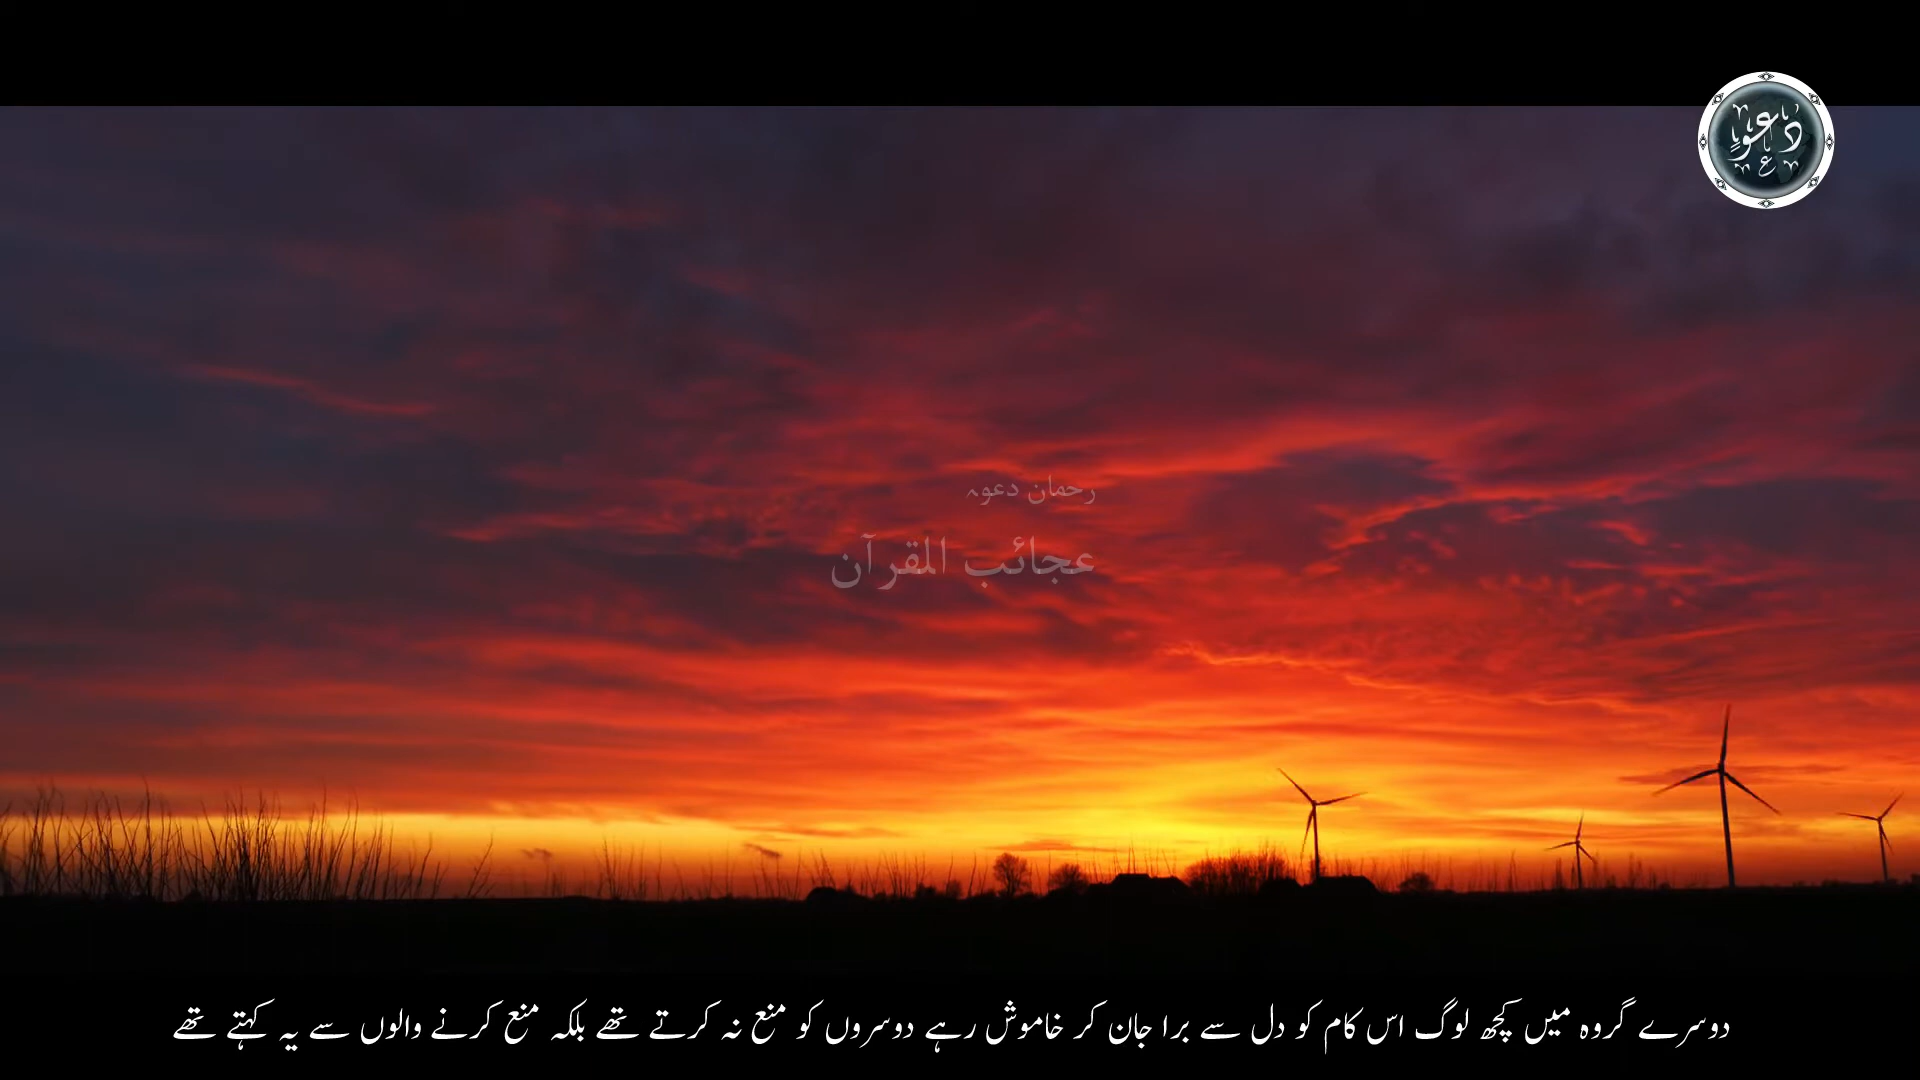 رحمان دعوہ
عجائب القرآن
دوسرے گروہ میں کچھ لوگ اس کام کو دل سے برا جان کر خاموش رہے دوسروں کو منع نہ کرتے تھے بلکہ منع کرنے والوں سے یہ کہتے تھے